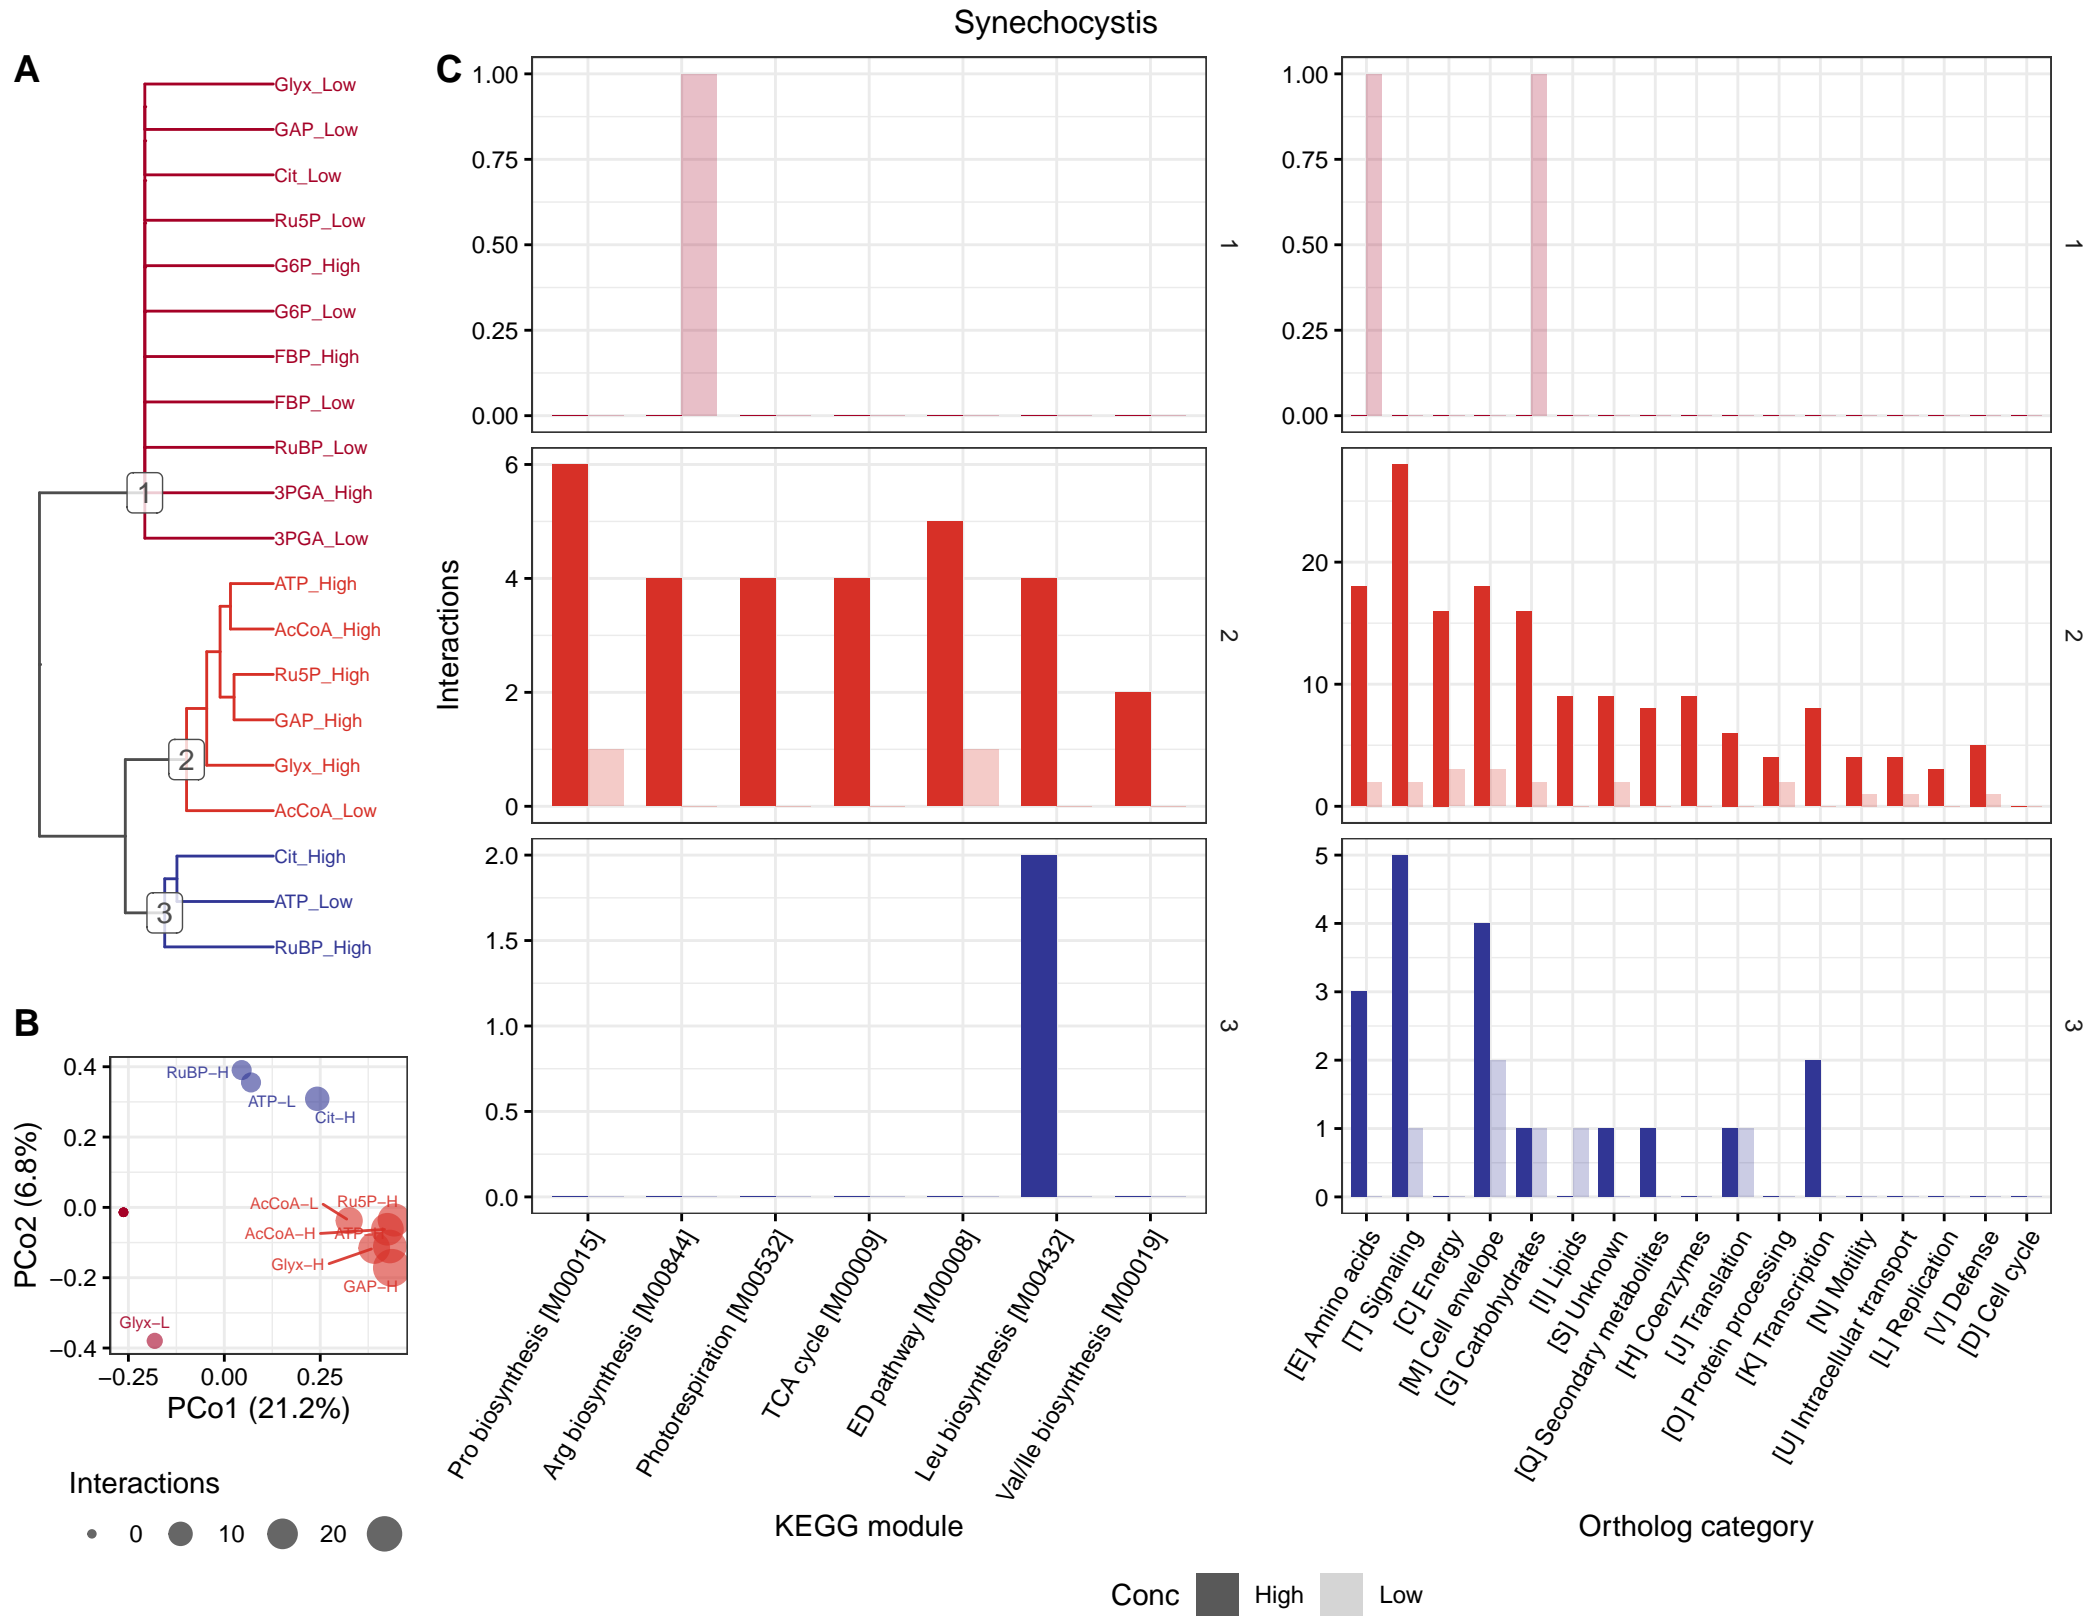 Synechocystis
A
Glyx_Low
GAP_Low
Cit_Low
Ru5P_Low
G6P_High
G6P_Low
FBP_High
FBP_Low
RuBP_Low
1
3PGA_High
3PGA_Low
ATP_High
AcCoA_High
Ru5P_High
GAP_High
2
Glyx_High
AcCoA_Low
Cit_High
ATP_Low
3
RuBP_High
B
0.4
0.2
0.0
−0.2
−0.4
PCo2 (6.8%)
RuBP−H
ATP−L
Cit−H
AcCoA−L
Ru5P−H
AcCoA−H
Glyx−H
GAP−H
Glyx−L
−0.25
0.00
0.25
PCo1 (21.2%)
Interactions
0
10
20
C
Interactions
1.00
0.75
0.50
0.25
0.00
1
6
4
2
0
2
2.0
1.5
1.0
0.5
0.0
3
Pro biosynthesis [M00015]
Arg biosynthesis [M00844]
Photorespiration [M00532]
TCA cycle [M00009]
ED pathway [M00008]
Leu biosynthesis [M00432]
Val/Ile biosynthesis [M00019]
KEGG module
1.00
0.75
0.50
0.25
0.00
1
20
10
0
2
5
4
3
2
1
0
3
[E] Amino acids
[T] Signaling
[C] Energy
[M] Cell envelope
[G] Carbohydrates
[I] Lipids
[S] Unknown
[Q] Secondary metabolites
[H] Coenzymes
[J] Translation
[O] Protein processing
[K] Transcription
[N] Motility
[U] Intracellular transport
[L] Replication
[V] Defense
[D] Cell cycle
Ortholog category
Conc
High
Low